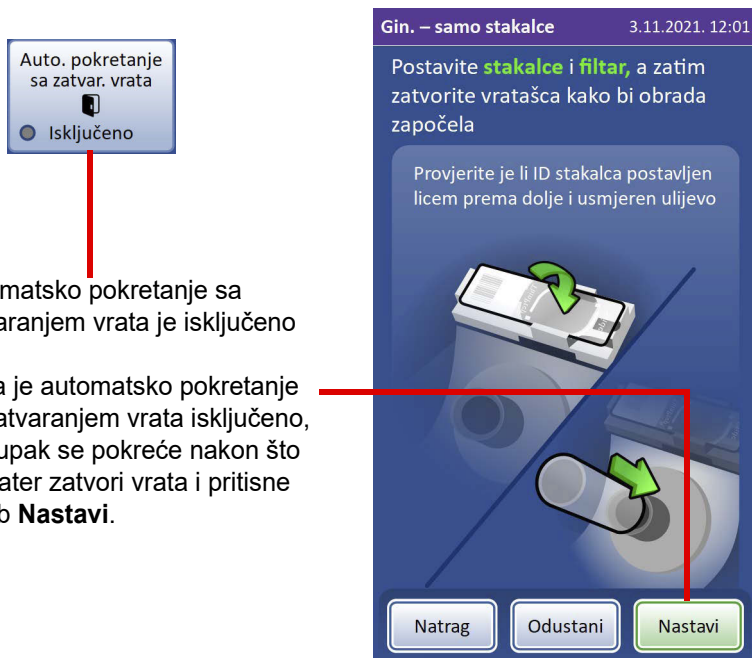 Auto. pokretanje
sa zatvar. vrata
Isključeno
matsko pokretanje sa
aranjem vrata je isključeno
a je automatsko pokretanje
atvaranjem vrata isključeno,
upak se pokreće nakon što
ater zatvori vrata i pritisne
b Nastavi.
Gin. – samo stakalce 3.11.2021. 12:01
Postavite stakalce i filtar, a zatim
zatvorite vratašca kako bi obrada
započela
Provjerite je li ID stakalca postavljen
licem prema dolje i usmjeren ulijevo
Natrag Odustani Nastavi